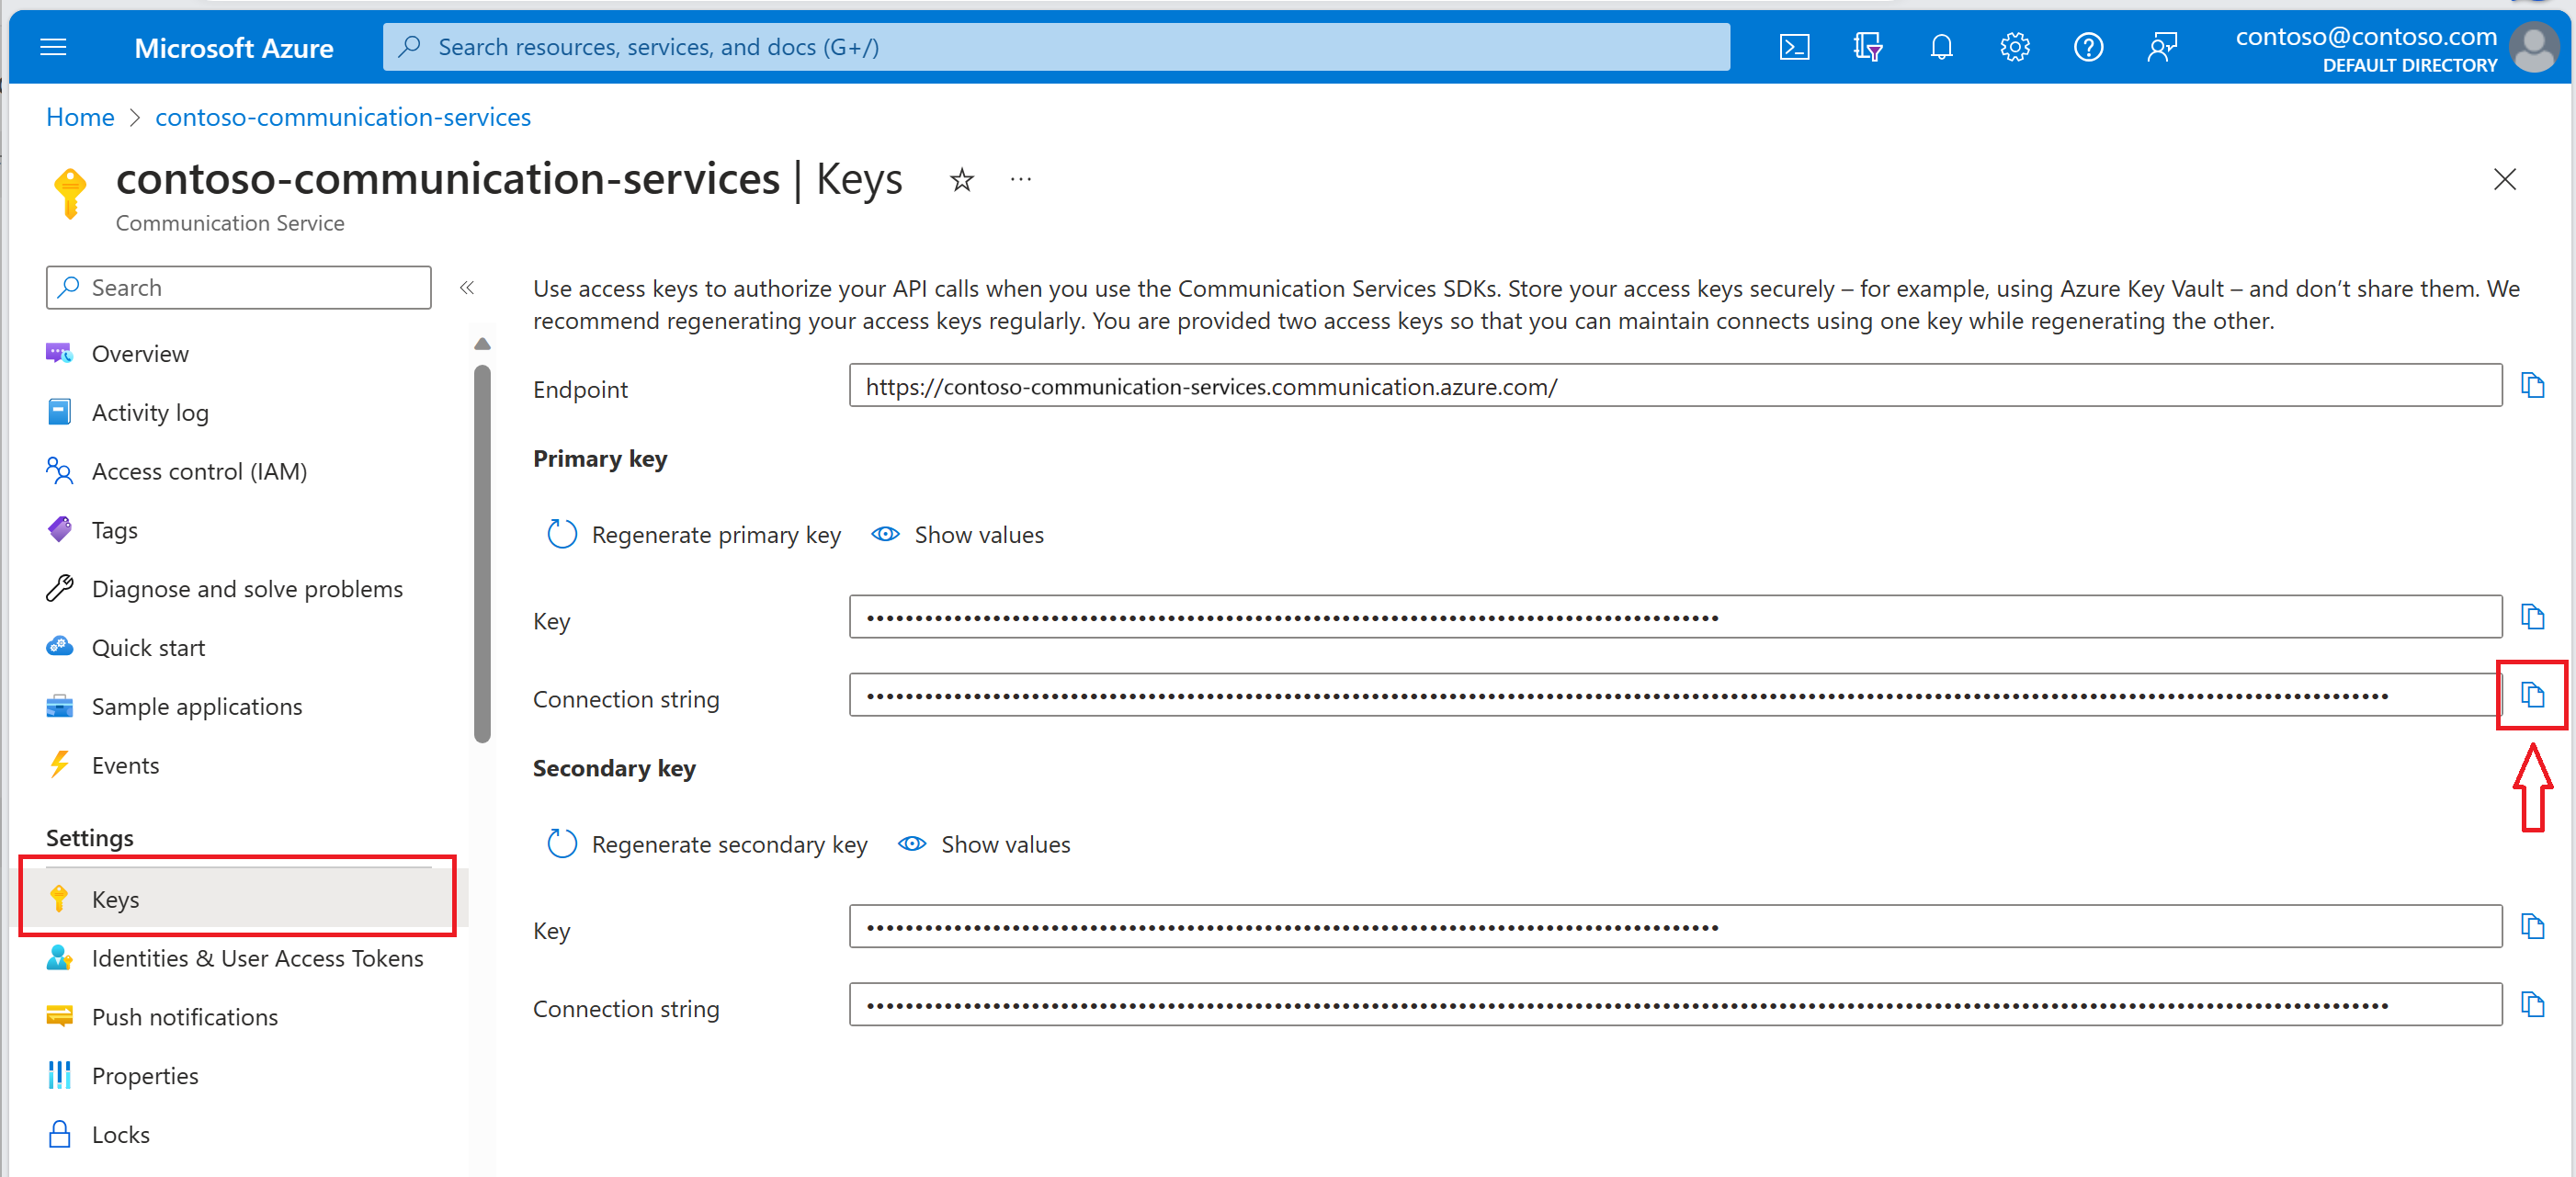 Microsoft Azure
Search resources, services, and docs (G+/)
contoso@contoso.com
DEFAULT DIRECTORY
Home > contoso-communication-services
contoso-communication-services | Keys
Communication Service
Search
Overview
Activity log
Access control (IAM)
Tags
Diagnose and solve problems
Quick start
Sample applications
Events
Settings
Keys
Identities & User Access Tokens
Push notifications
Properties
Locks
Use access keys to authorize your API calls when you use the Communication Services SDKs. Store your access keys securely – for example, using Azure Key Vault – and don’t share them. We
recommend regenerating your access keys regularly. You are provided two access keys so that you can maintain connects using one key while regenerating the other.
Endpoint
https://contoso-communication-services.communication.azure.com/
Primary key
Regenerate primary key
Show values
Key
Connection string
Secondary key
Regenerate secondary key
Show values
Key
Connection string